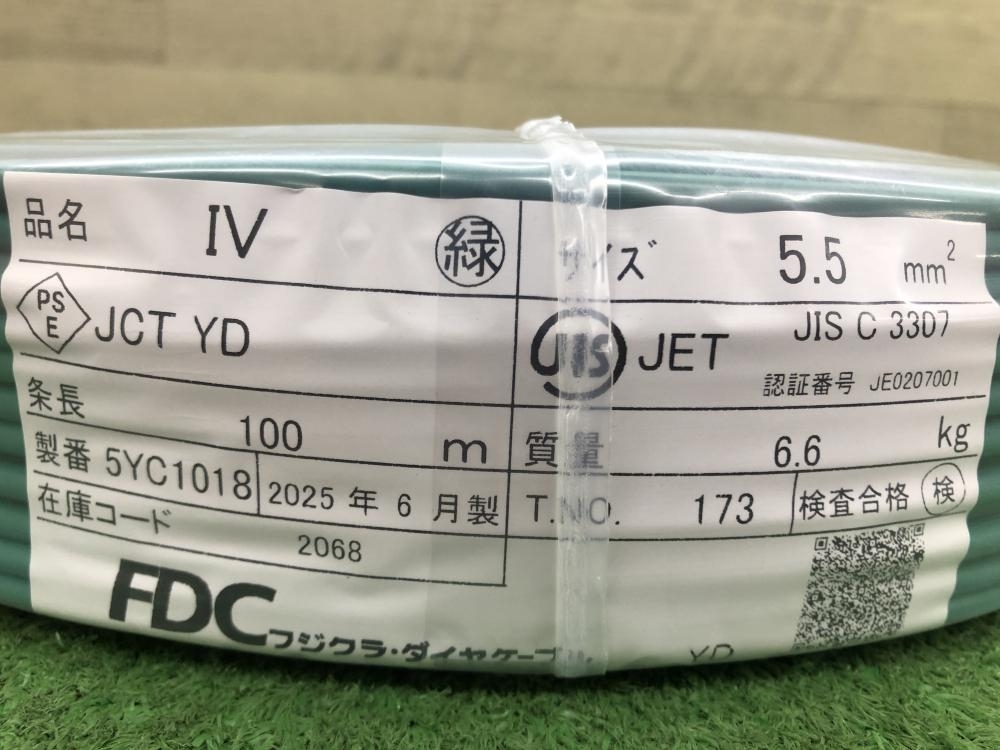 品名 IV 緑 サイズ 5.5 mm²
PSE JCT YD JIS JET JIS C 3307
認証番号 JE0207001
条長 100 m 質量 6.6 kg
製番 5YC1018 2025 年 6 月製 T.NO. 173 検査合格 検
在庫コード 2068
FDC フジクラ・ダイヤケーブル YD